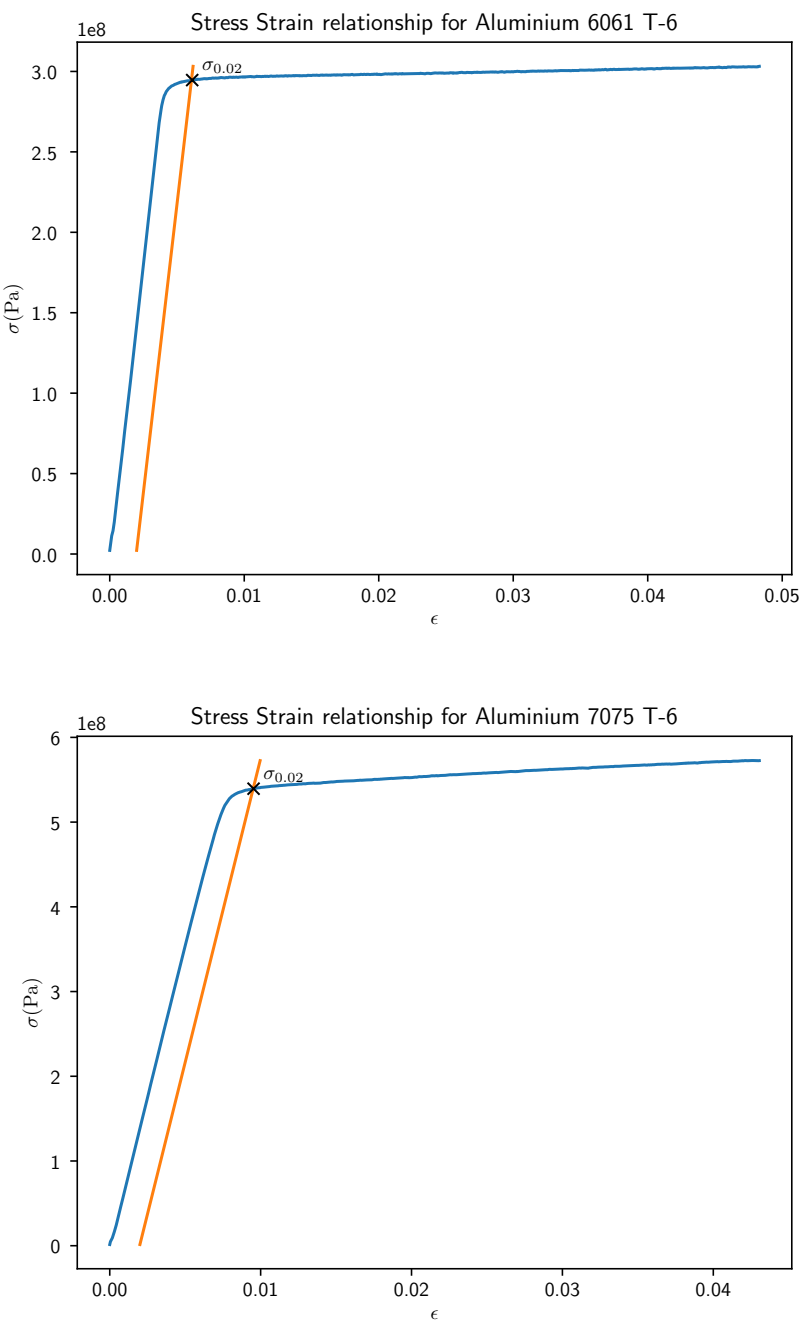 Stress Strain relationship for Aluminium 6061 T-6
1e8
σ0.02
3.0
2.5
2.0
1.5
1.0
0.5
0.0
σ(Pa)
0.00 0.01 0.02 0.03 0.04 0.05
ϵ
Stress Strain relationship for Aluminium 7075 T-6
1e8
6
σ0.02
5
4
3
2
1
0
σ(Pa)
0.00 0.01 0.02 0.03 0.04
ϵ